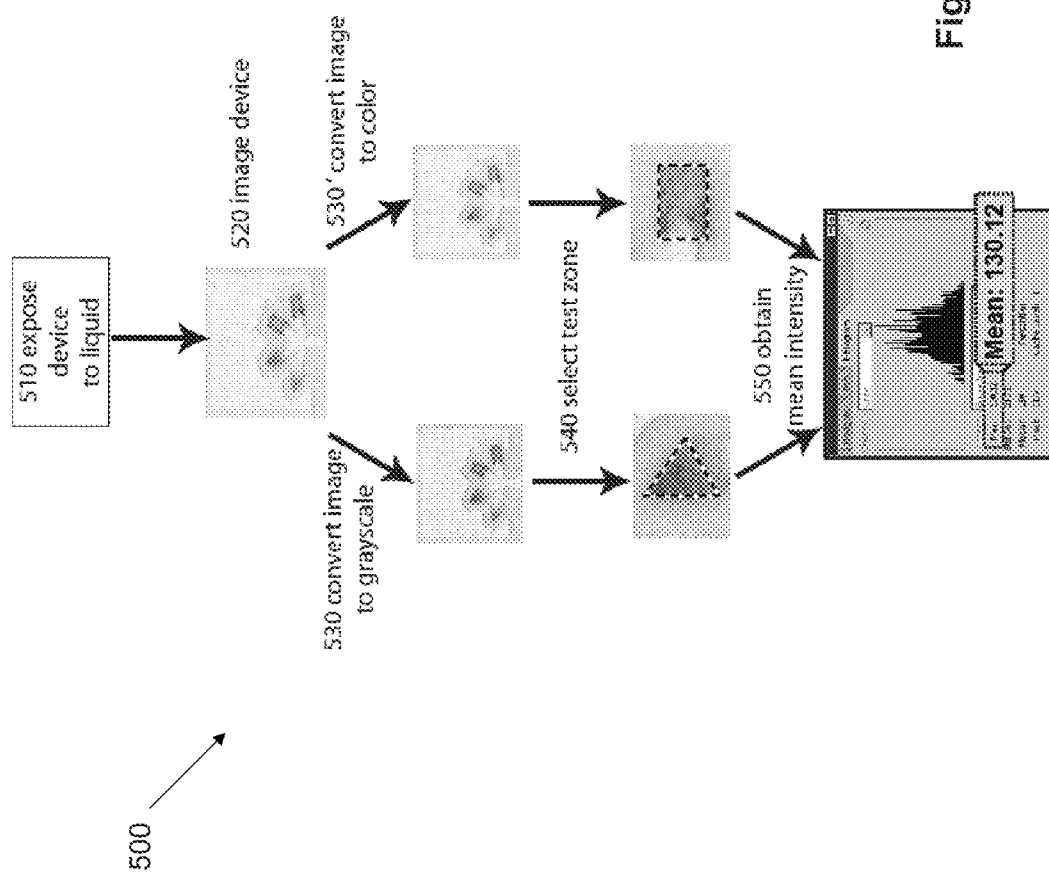 500
510 expose
device
to liquid
520 image device
530 convert image
to grayscale
530' convert image
to color
540 select test zone
550 obtain
mean intensity
Mean: 130.12
Fig